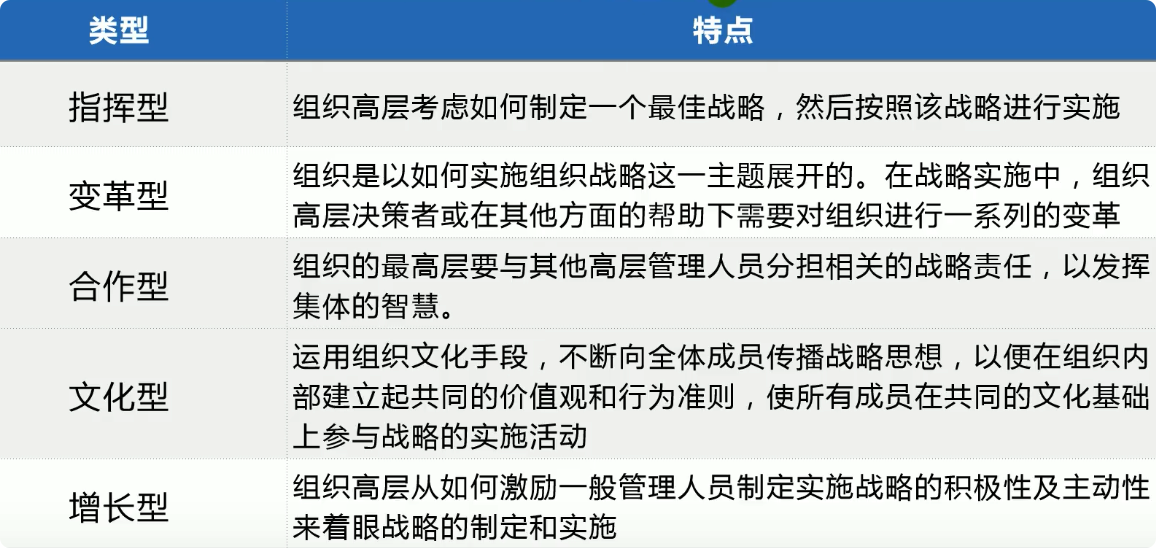 类型
特点
指挥型
组织高层考虑如何制定一个最佳战略，然后按照该战略进行实施
变革型
组织是以如何实施组织战略这一主题展开的。在战略实施中，组织
高层决策者或在其他方面的帮助下需要对组织进行一系列的变革
合作型
组织的最高层要与其他高层管理人员分担相关的战略责任，以发挥
集体的智慧。
文化型
运用组织文化手段，不断向全体成员传播战略思想，以便在组织内
部建立起共同的价值观和行为准则，使所有成员在共同的文化基础
上参与战略的实施活动
增长型
组织高层从如何激励一般管理人员制定实施战略的积极性及主动性
来着眼战略的制定和实施